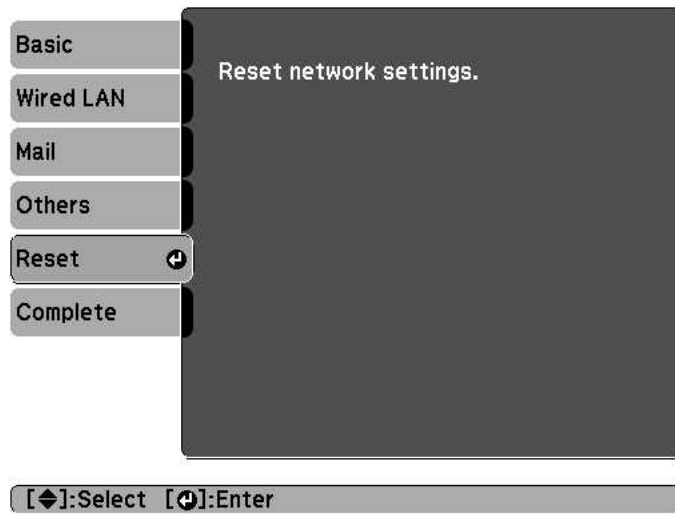 Basic
Wired LAN
Mail
Others
Reset
Complete
Reset network settings.
[◆]:Select [⏎]:Enter